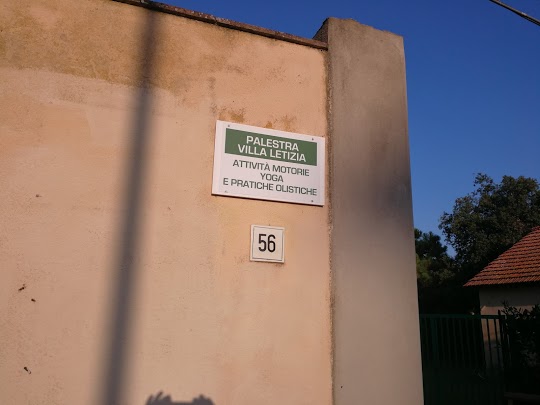 PALESTRA
VILLA LETIZIA
ATTIVITÀ MOTORIE
YOGA
E PRATICHE OLISTICHE
56